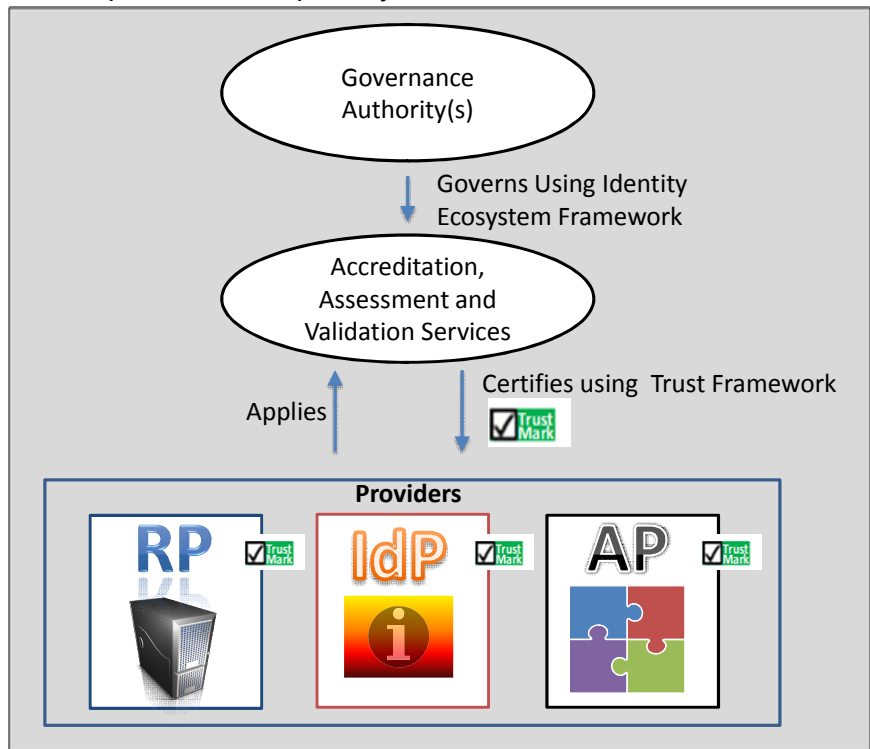 Governance
Authority(s)
Governs Using Identity
Ecosystem Framework
Accreditation,
Assessment and
Validation Services
Applies
Certifies using Trust Framework
Trust
Mark
Providers
RP
Trust
Mark
IdP
Trust
Mark
AP
Trust
Mark
i